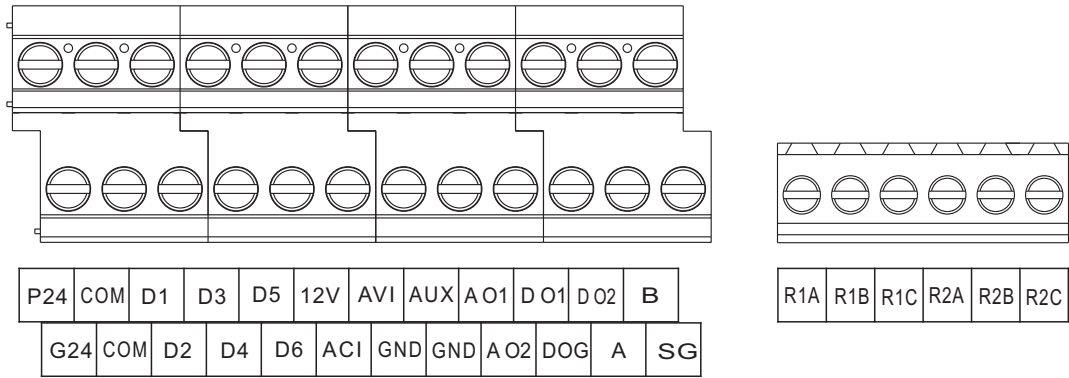 P24 COM D1 D3 D5 12V AVI AUX AO1 DO1 DO2 B
G24 COM D2 D4 D6 ACI GND GND AO2 DOG A SG
R1A R1B R1C R2A R2B R2C